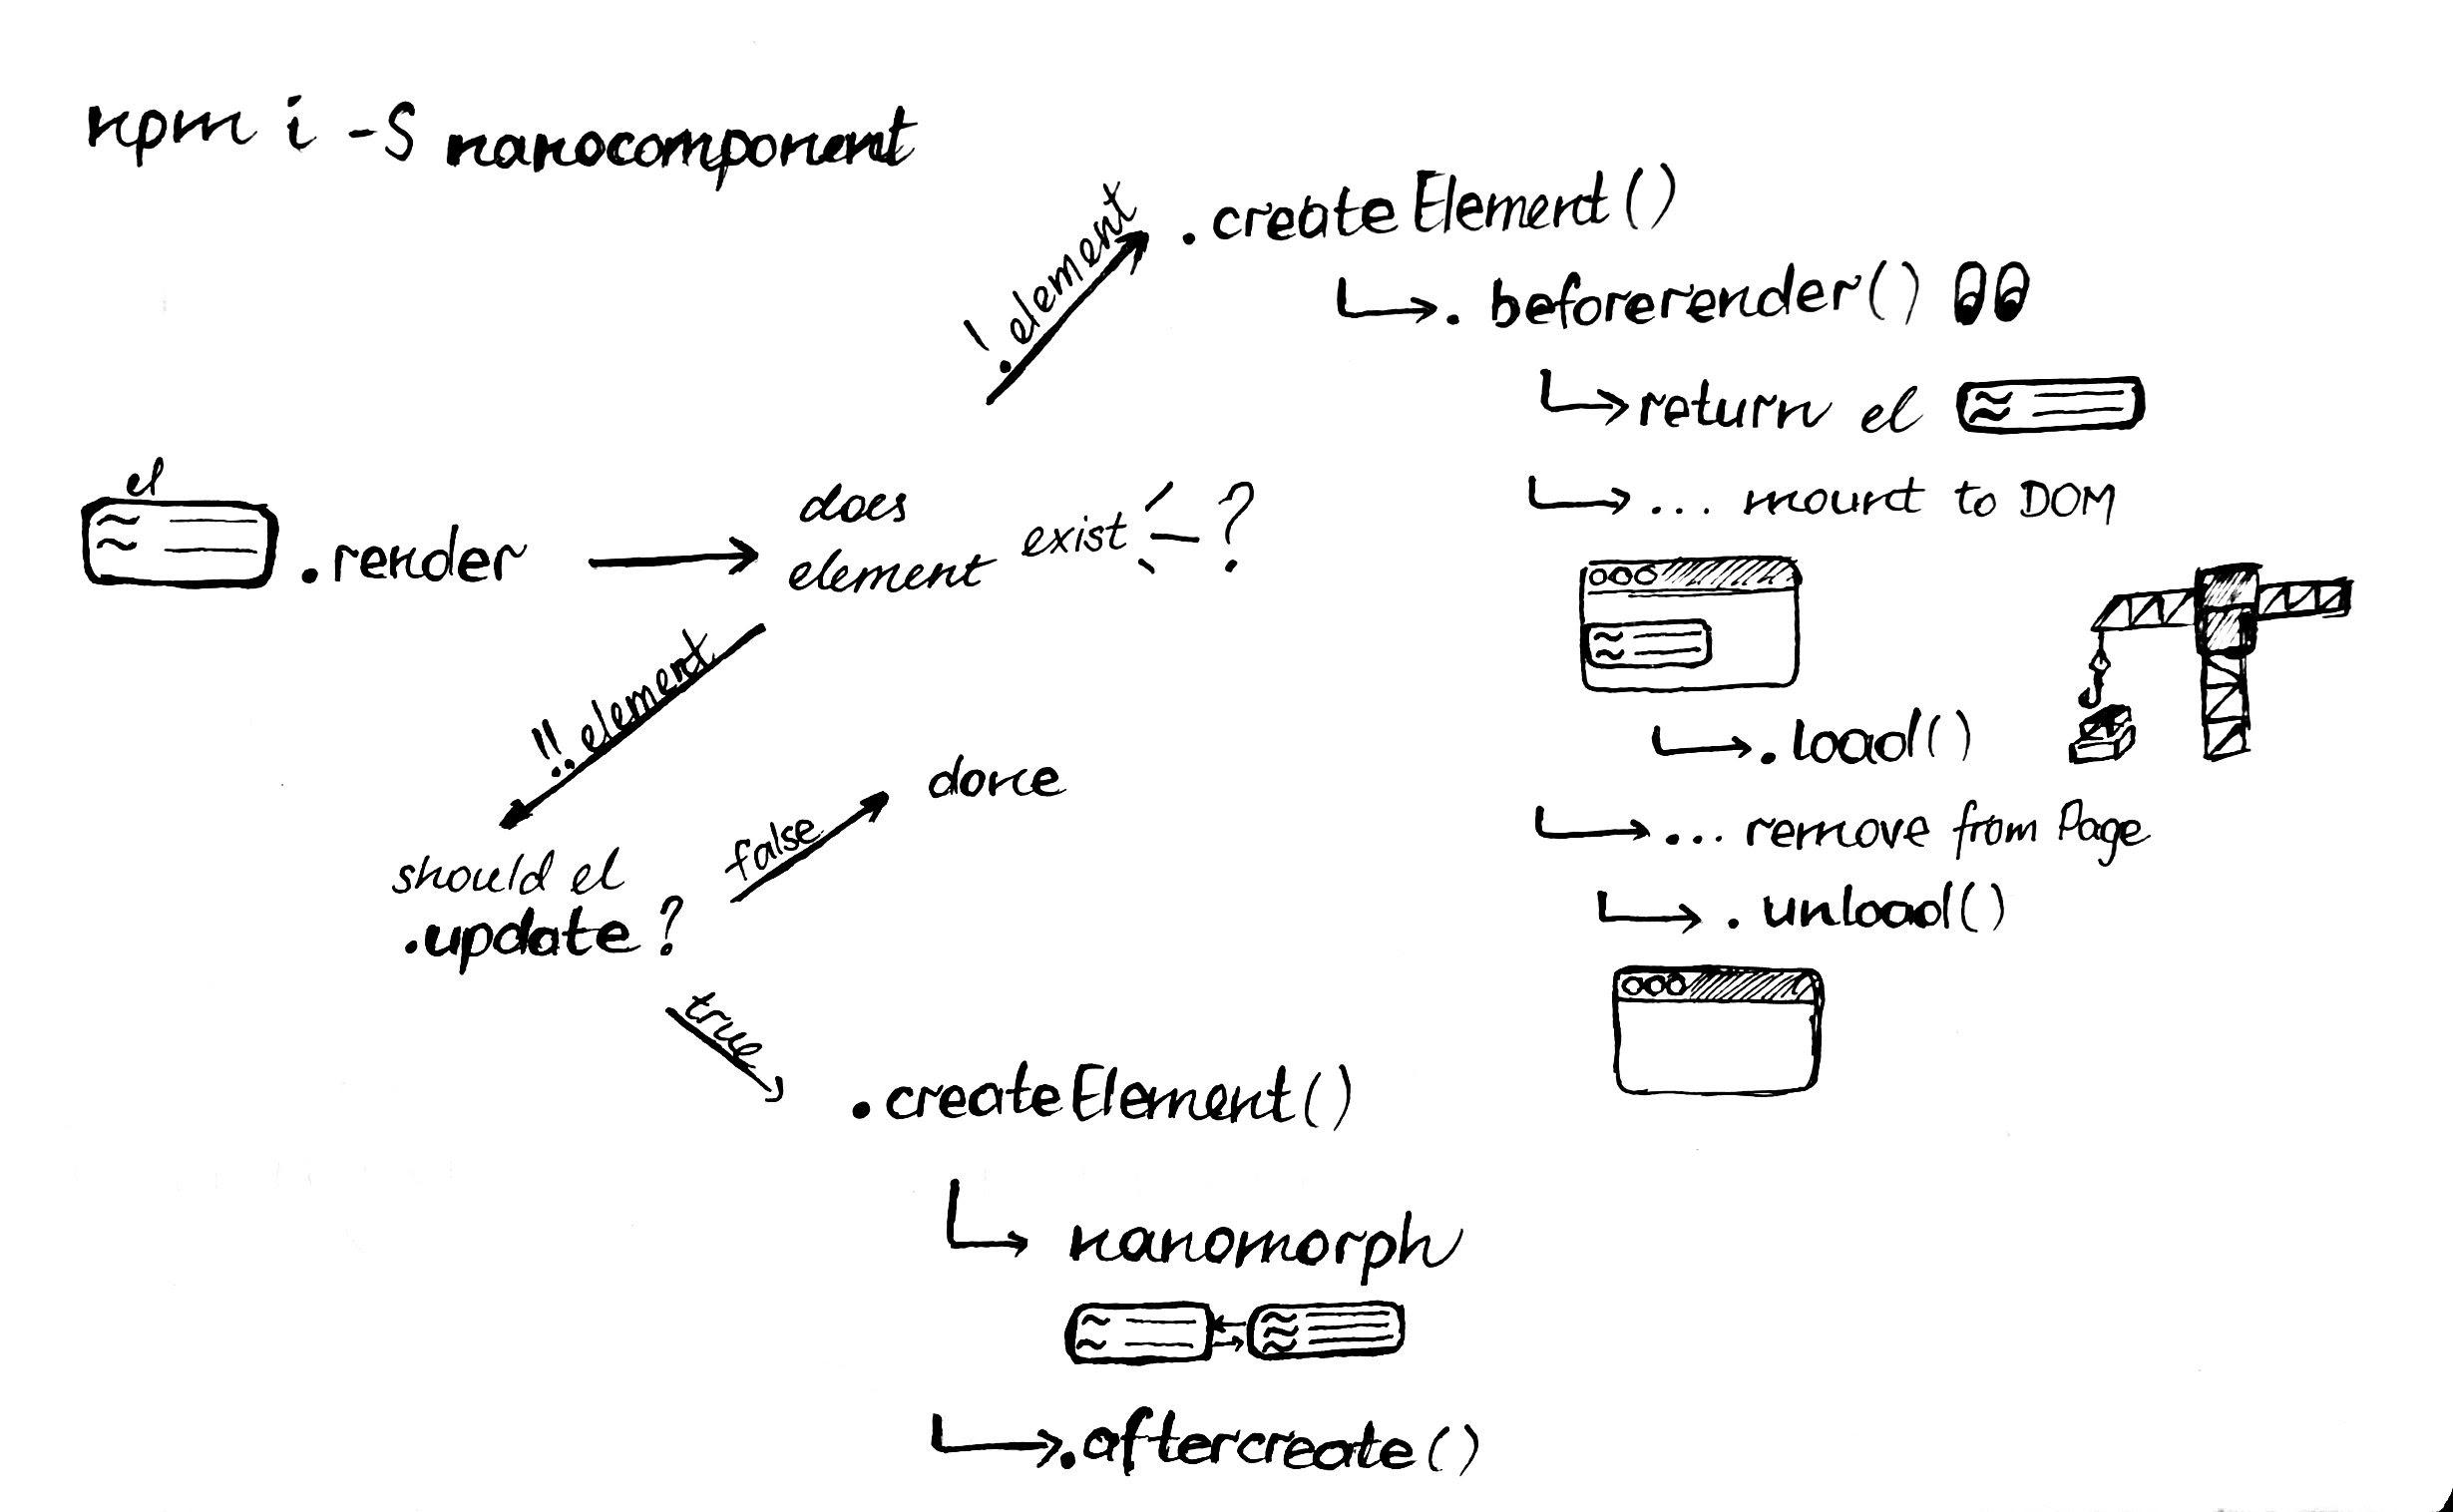 npm i -S nanocomponent
!element
.createElement()
.beforerender()
return el
... mount to DOM
el
.render
does
element exist ?
!!element
.load()
... remove from Page
.unload()
done
false
should el
.update?
true
.createElement()
nanomorph
.aftercreate()